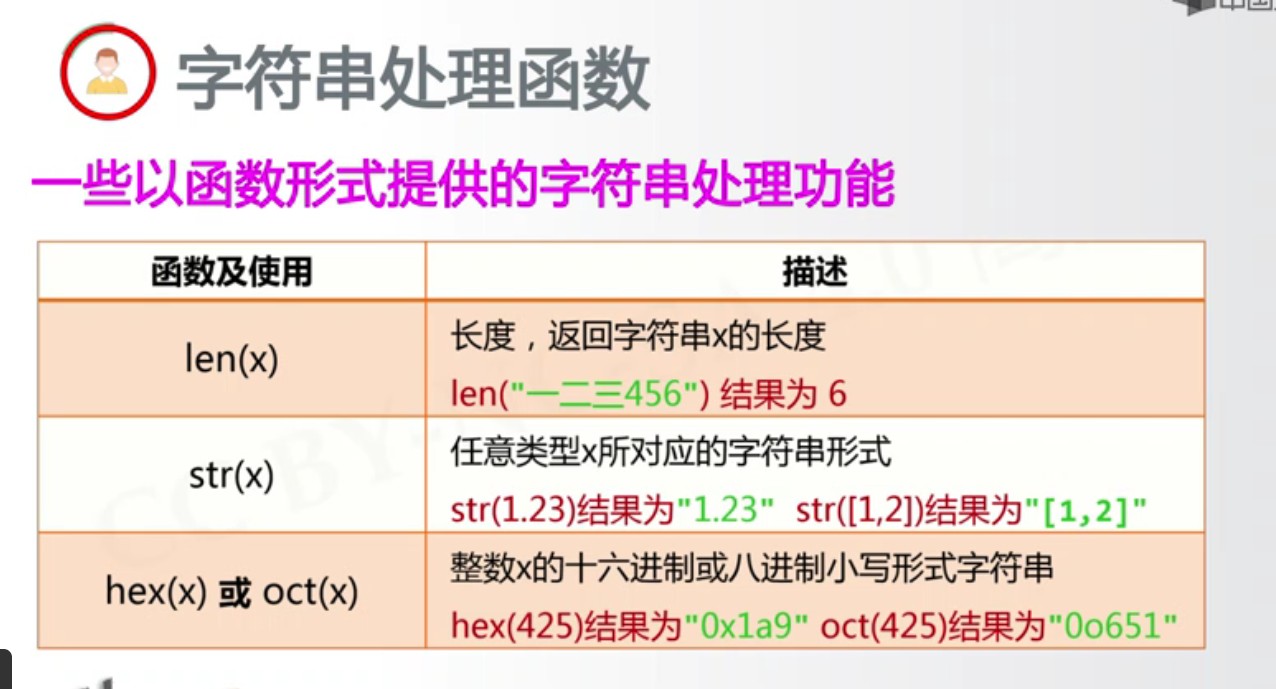 字符串处理函数
一些以函数形式提供的字符串处理功能
函数及使用 描述
len(x)
长度，返回字符串x的长度
len("一二三456") 结果为 6
str(x)
任意类型x所对应的字符串形式
str(1.23)结果为"1.23" str([1,2])结果为"[1,2]"
hex(x) 或 oct(x)
整数x的十六进制或八进制小写形式字符串
hex(425)结果为"0x1a9" oct(425)结果为"0o651"
CC BY